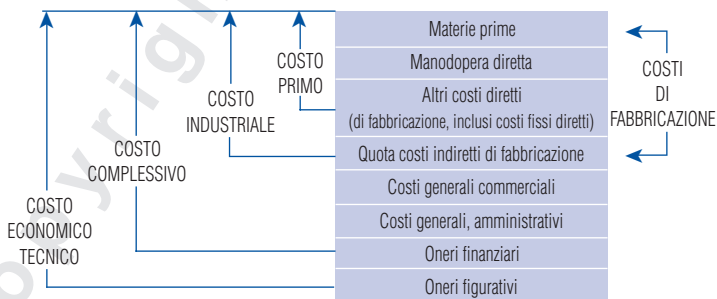 Materie prime
Manodopera diretta
Altri costi diretti
(di fabbricazione, inclusi costi fissi diretti)
Quota costi indiretti di fabbricazione
Costi generali commerciali
Costi generali, amministrativi
Oneri finanziari
Oneri figurativi
COSTO
PRIMO
COSTO
INDUSTRIALE
COSTO
COMPLESSIVO
COSTO
ECONOMICO
TECNICO
COSTI
DI
FABBRICAZIONE
opyrigh